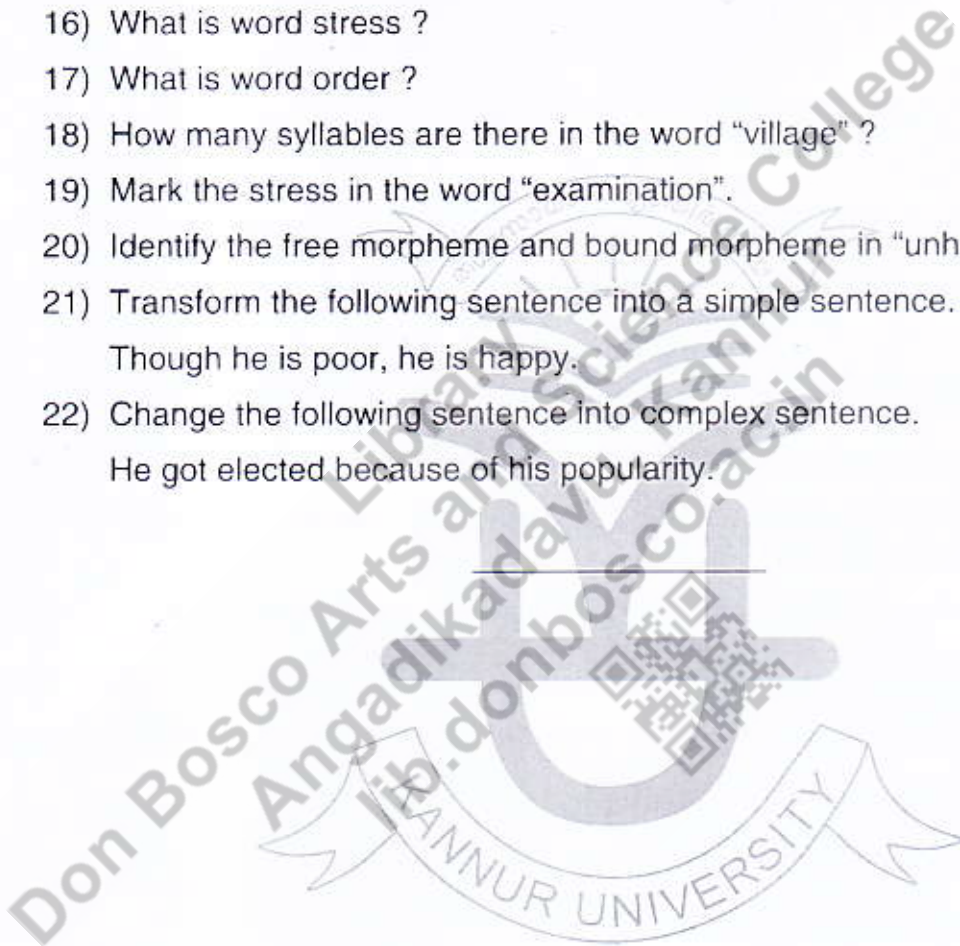 16) What is word stress ?
17) What is word order ?
18) How many syllables are there in the word “village” ?
19) Mark the stress in the word “examination”.
20) Identify the free morpheme and bound morpheme in “unh
21) Transform the following sentence into a simple sentence.
Though he is poor, he is happy.
22) Change the following sentence into complex sentence.
He got elected because of his popularity.
Library
Don Bosco Arts and Science College
Angadikadavu, Kannur
lib.donbosco.ac.in
KANNUR UNIVERSITY